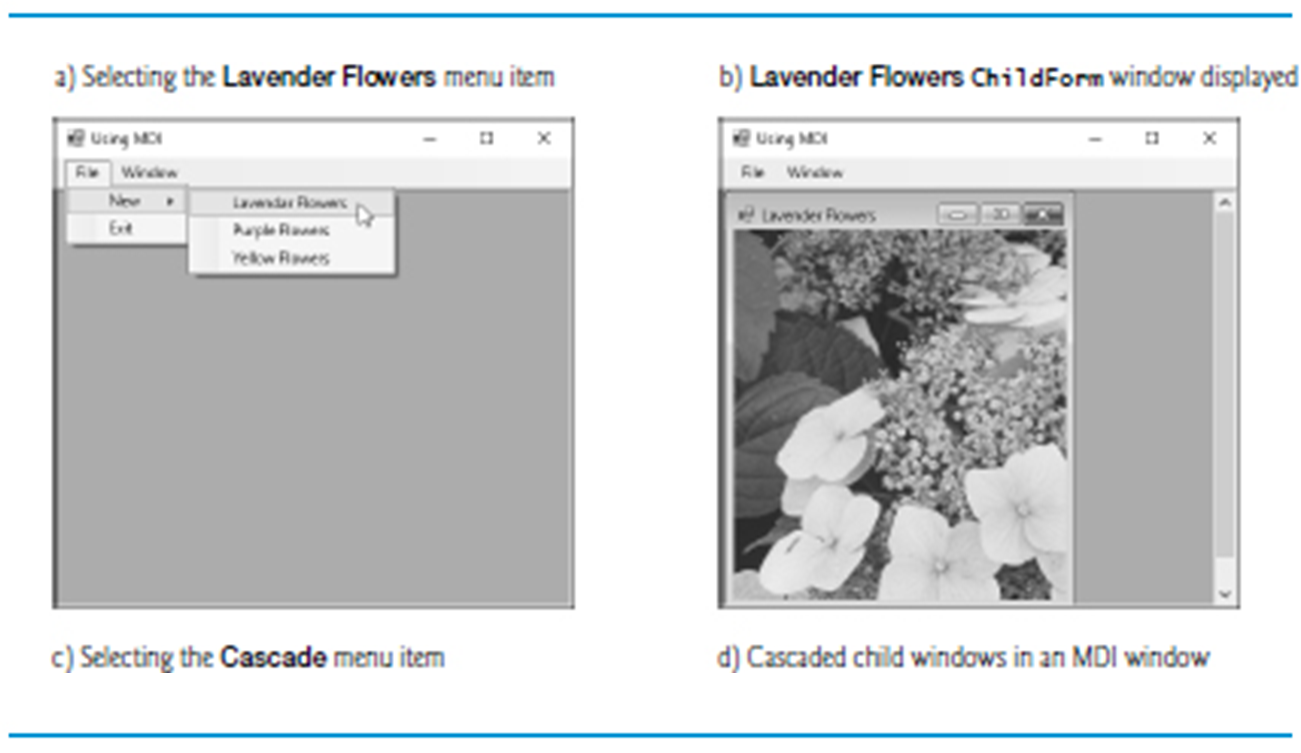 a) Selecting the Lavender Flowers menu item
b) Lavender Flowers ChildForm window displayed
Using MDI
File Window
New
Lavendar Flowers
Exit
Purple Flowers
Yellow Flowers
Using MDI
File Window
Lavender Flowers
c) Selecting the Cascade menu item
d) Cascaded child windows in an MDI window